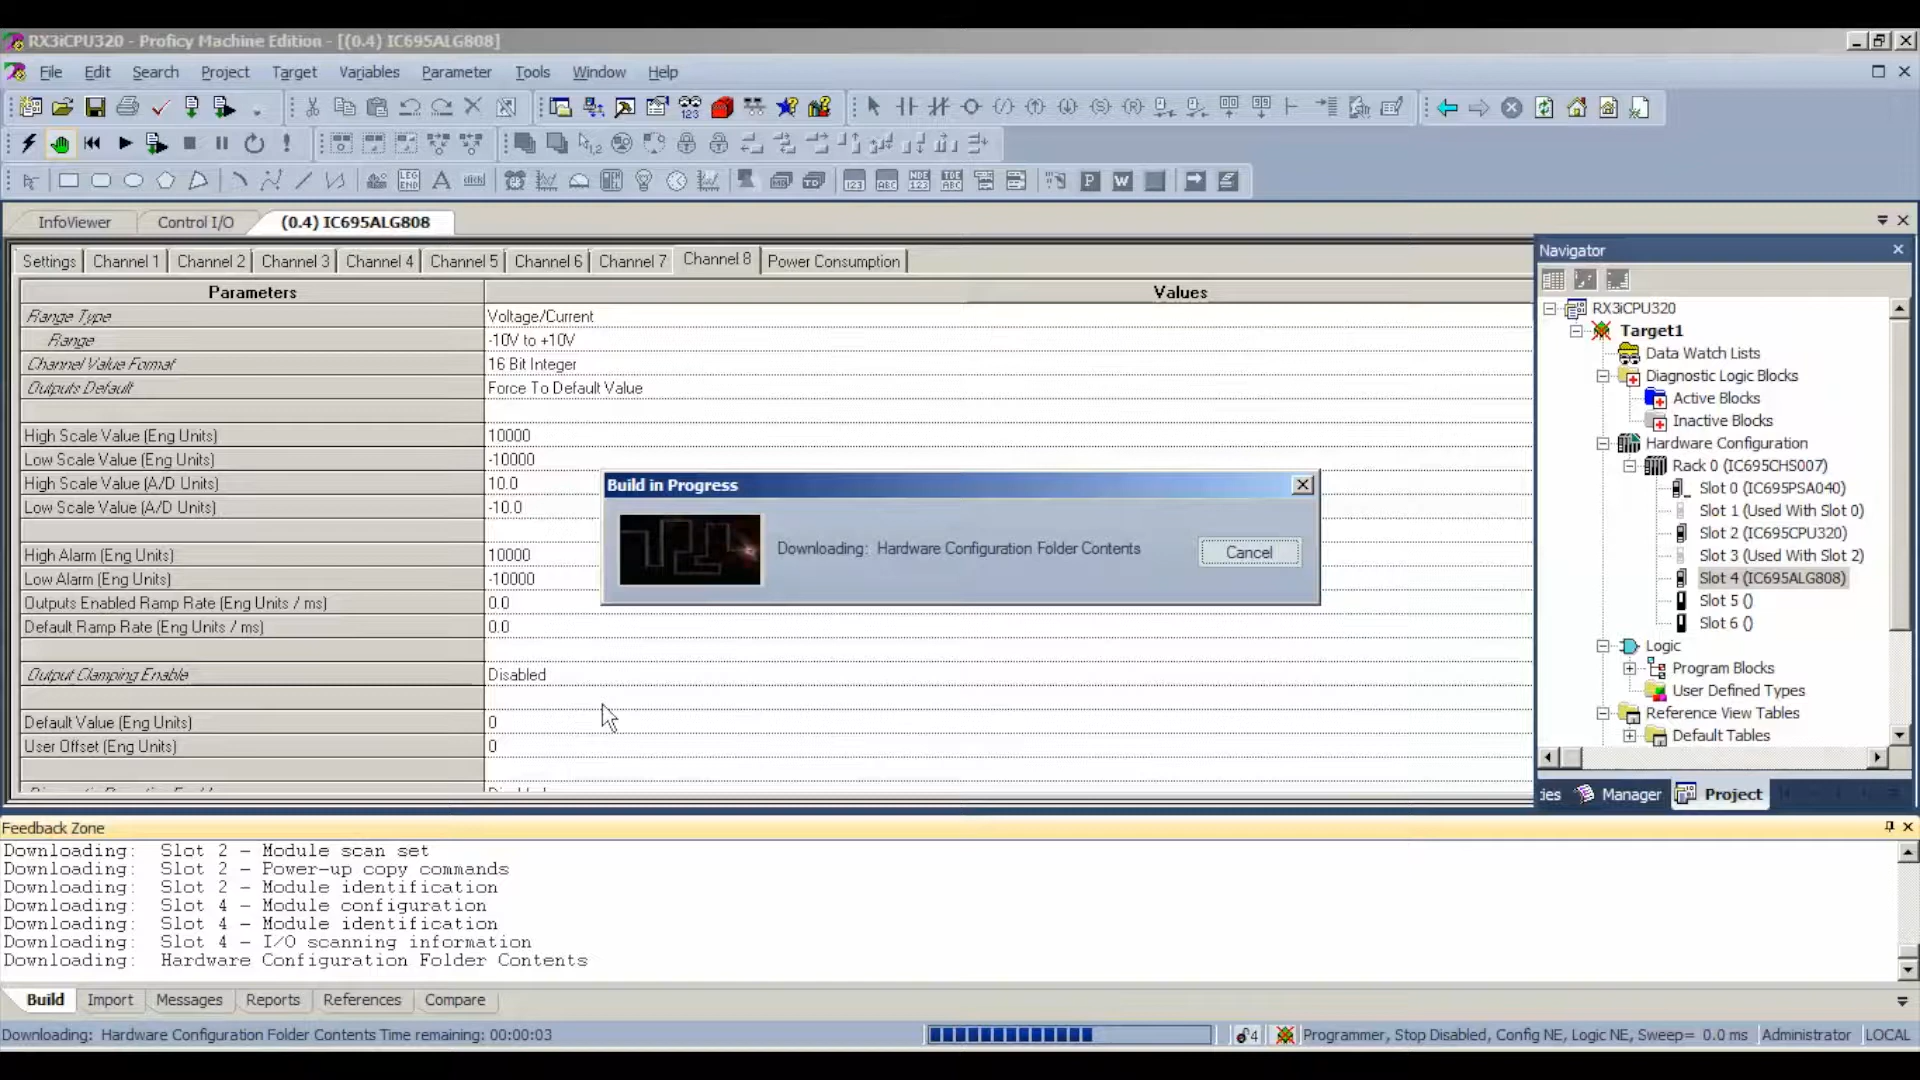 RX3iCPU320 - Proficy Machine Edition - [(0.4) IC695ALG808]
File Edit Search Project Target Variables Parameter Tools Window Help
InfoViewer Control I/O (0.4) IC695ALG808
Settings Channel 1 Channel 2 Channel 3 Channel 4 Channel 5 Channel 6 Channel 7 Channel 8 Power Consumption
Parameters Values
Range Type Voltage/Current
Range -10V to +10V
Channel Value Format 16 Bit Integer
Outputs Default Force To Default Value
High Scale Value (Eng Units) 10000
Low Scale Value (Eng Units) -10000
High Scale Value (A/D Units) 10.0
Low Scale Value (A/D Units) -10.0
High Alarm (Eng Units) 10000
Low Alarm (Eng Units) -10000
Outputs Enabled Ramp Rate (Eng Units / ms) 0.0
Default Ramp Rate (Eng Units / ms) 0.0
Output Clamping Enable Disabled
Default Value (Eng Units) 0
User Offset (Eng Units) 0
Build in Progress
Downloading: Hardware Configuration Folder Contents
Cancel
Navigator
RX3iCPU320
Target1
Data Watch Lists
Diagnostic Logic Blocks
Active Blocks
Inactive Blocks
Hardware Configuration
Rack 0 (IC695CHS007)
Slot 0 (IC695PSA040)
Slot 1 (Used With Slot 0)
Slot 2 (IC695CPU320)
Slot 3 (Used With Slot 2)
Slot 4 (IC695ALG808)
Slot 5 ()
Slot 6 ()
Logic
Program Blocks
User Defined Types
Reference View Tables
Default Tables
ties Manager Project
Feedback Zone
Downloading: Slot 2 - Module scan set
Downloading: Slot 2 - Power-up copy commands
Downloading: Slot 2 - Module identification
Downloading: Slot 4 - Module configuration
Downloading: Slot 4 - Module identification
Downloading: Slot 4 - I/O scanning information
Downloading: Hardware Configuration Folder Contents
Build Import Messages Reports References Compare
Downloading: Hardware Configuration Folder Contents Time remaining: 00:00:03
4 Programmer, Stop Disabled, Config NE, Logic NE, Sweep= 0.0 ms Administrator LOCAL